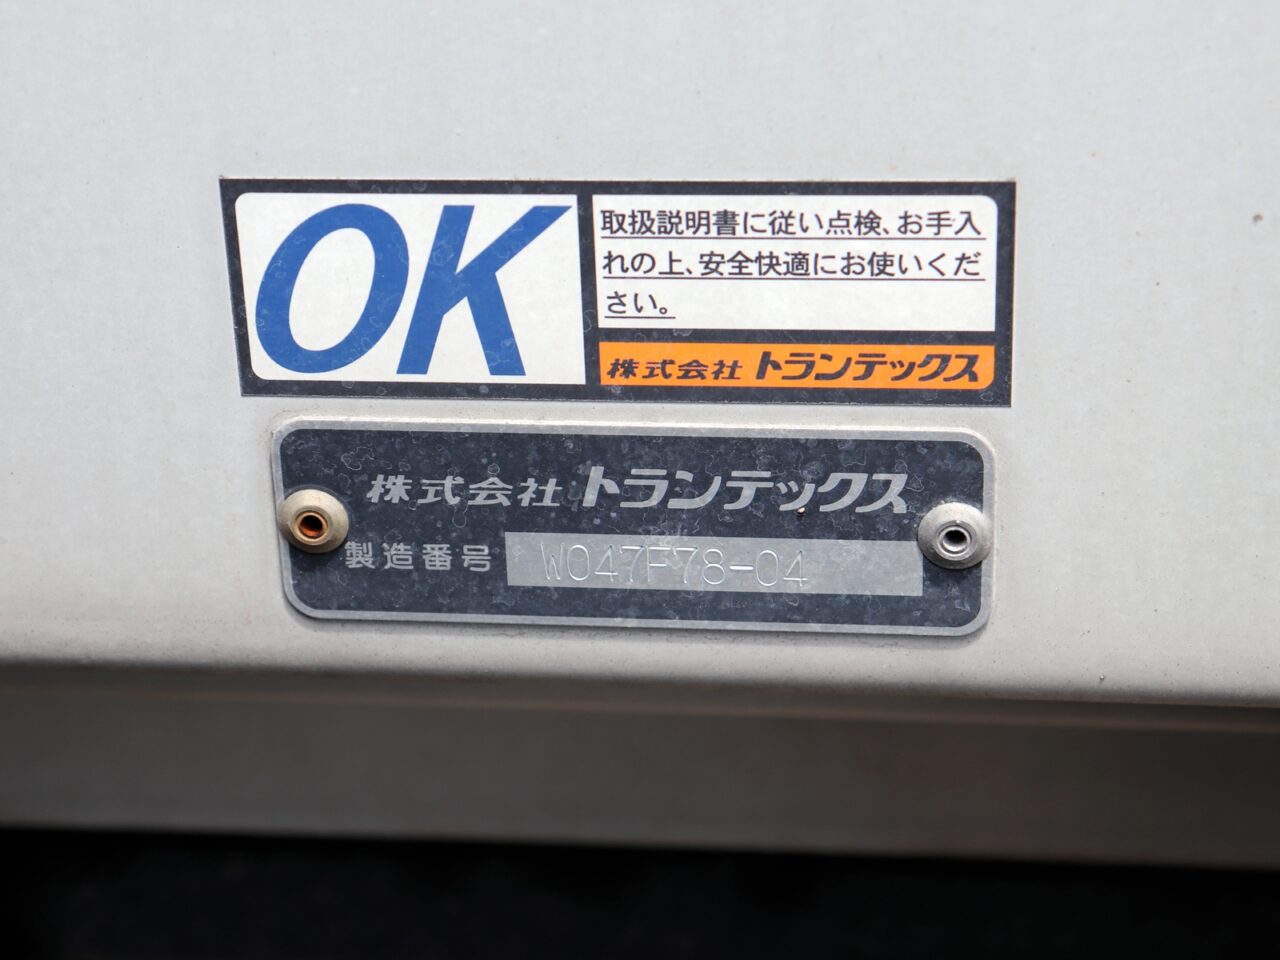 OK
取扱説明書に従い点検、お手入
れの上、安全快適にお使いくだ
さい。
株式会社 トランテックス
株式会社 トランテックス
製造番号 W047F78-04